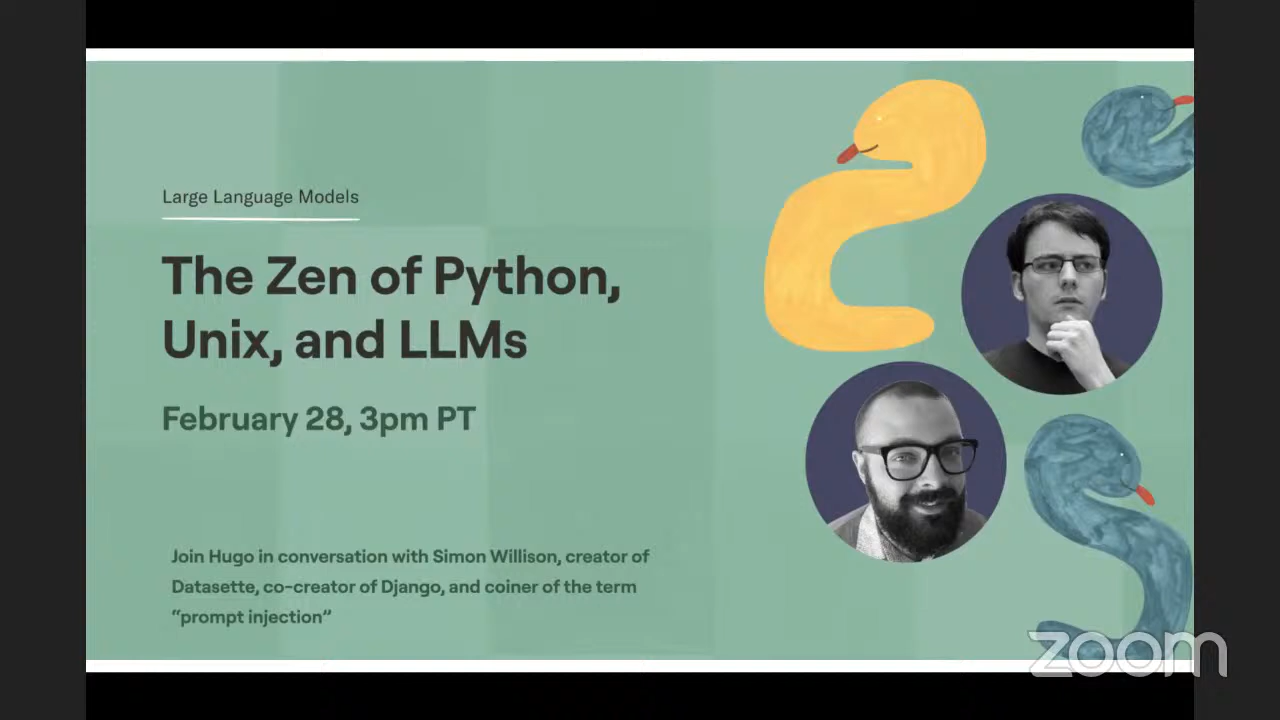 Large Language Models
The Zen of Python,
Unix, and LLMs
February 28, 3pm PT
Join Hugo in conversation with Simon Willison, creator of
Datasette, co-creator of Django, and coiner of the term
“prompt injection”
zoom